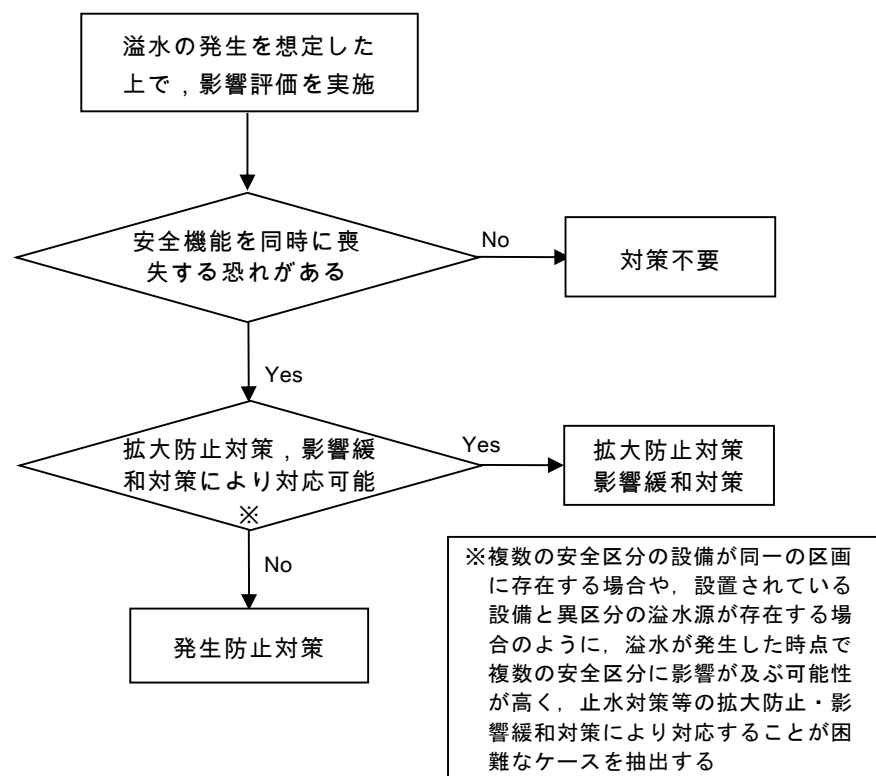 溢水の発生を想定した
上で，影響評価を実施
安全機能を同時に喪
失する恐れがある
No
対策不要
Yes
拡大防止対策，影響緩
和対策により対応可能
※
Yes
拡大防止対策
影響緩和対策
No
発生防止対策
※複数の安全区分の設備が同一の区画
に存在する場合や，設置されている
設備と異区分の溢水源が存在する場
合のように，溢水が発生した時点で
複数の安全区分に影響が及ぶ可能性
が高く，止水対策等の拡大防止・影
響緩和対策により対応することが困
難なケースを抽出する